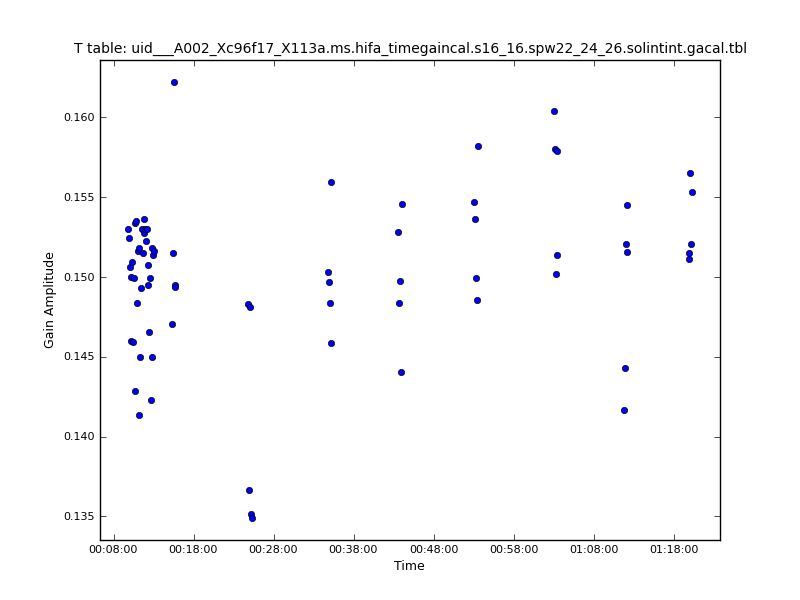 T table: uid___A002_Xc96f17_X113a.ms.hifa_timegaincal.s16_16.spw22_24_26.solintint.gacal.tbl
0.160
0.155
0.150
0.145
0.140
0.135
Gain Amplitude
00:08:00 00:18:00 00:28:00 00:38:00 00:48:00 00:58:00 01:08:00 01:18:00
Time